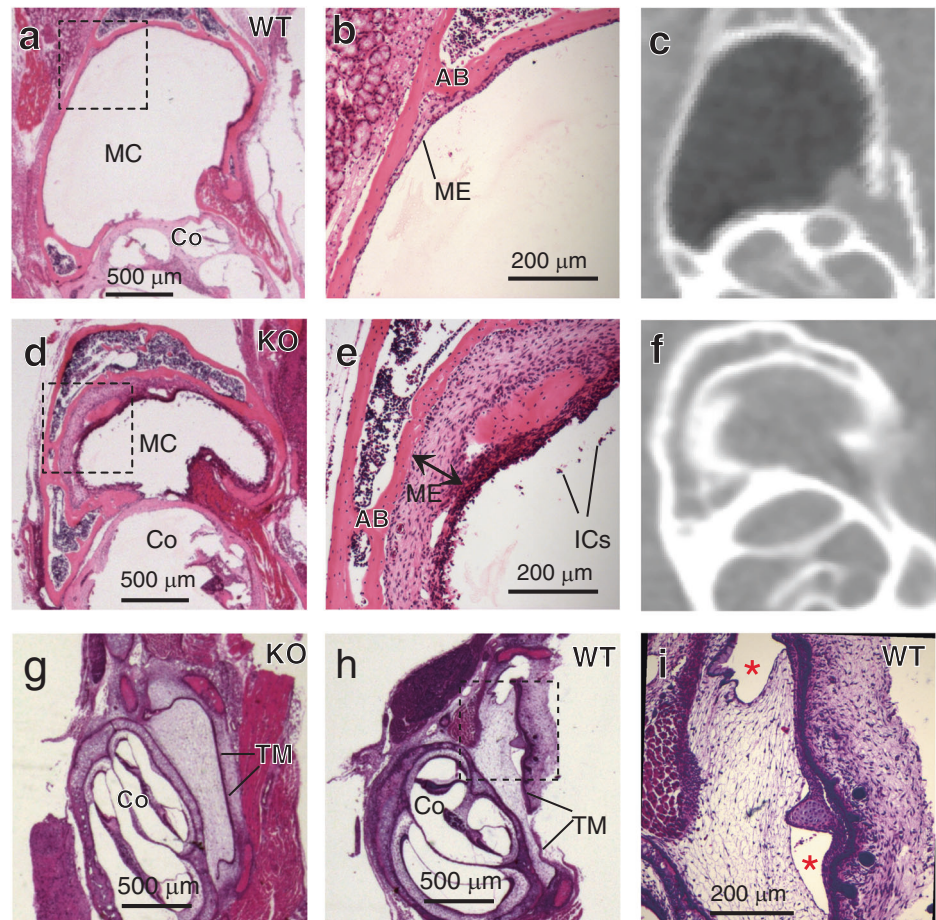 a
WT
MC
Co
500 μm
b
AB
ME
200 μm
c
d
KO
MC
Co
500 μm
e
ME
AB
ICs
200 μm
f
g
KO
TM
Co
500 μm
h
WT
Co
TM
500 μm
i
WT
*
*
200 μm